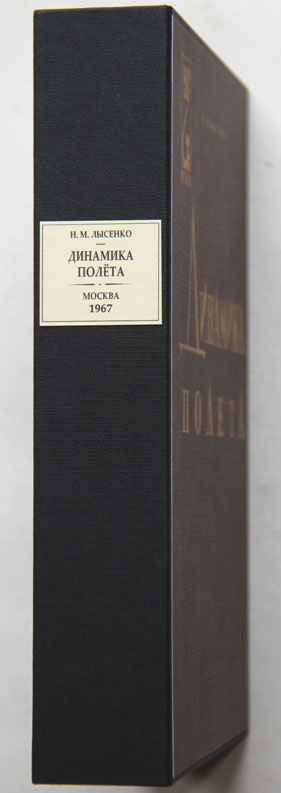 Н. М. ЛЫСЕНКО
ДИНАМИКА
ПОЛЁТА
МОСКВА
1967
ДИНАМИКА
ПОЛЕТА